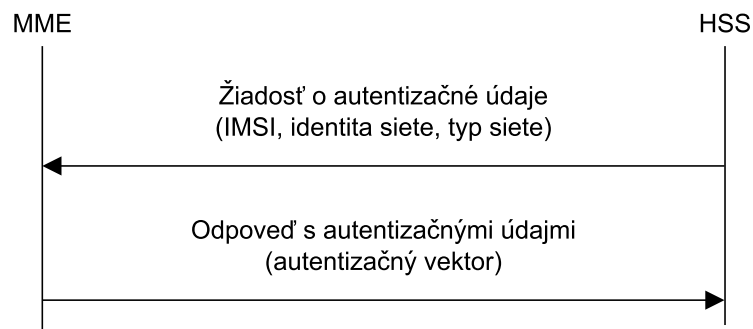 MME
HSS
Žiadosť o autentizačné údaje
(IMSI, identita siete, typ siete)
Odpoveď s autentizačnými údajmi
(autentizačný vektor)